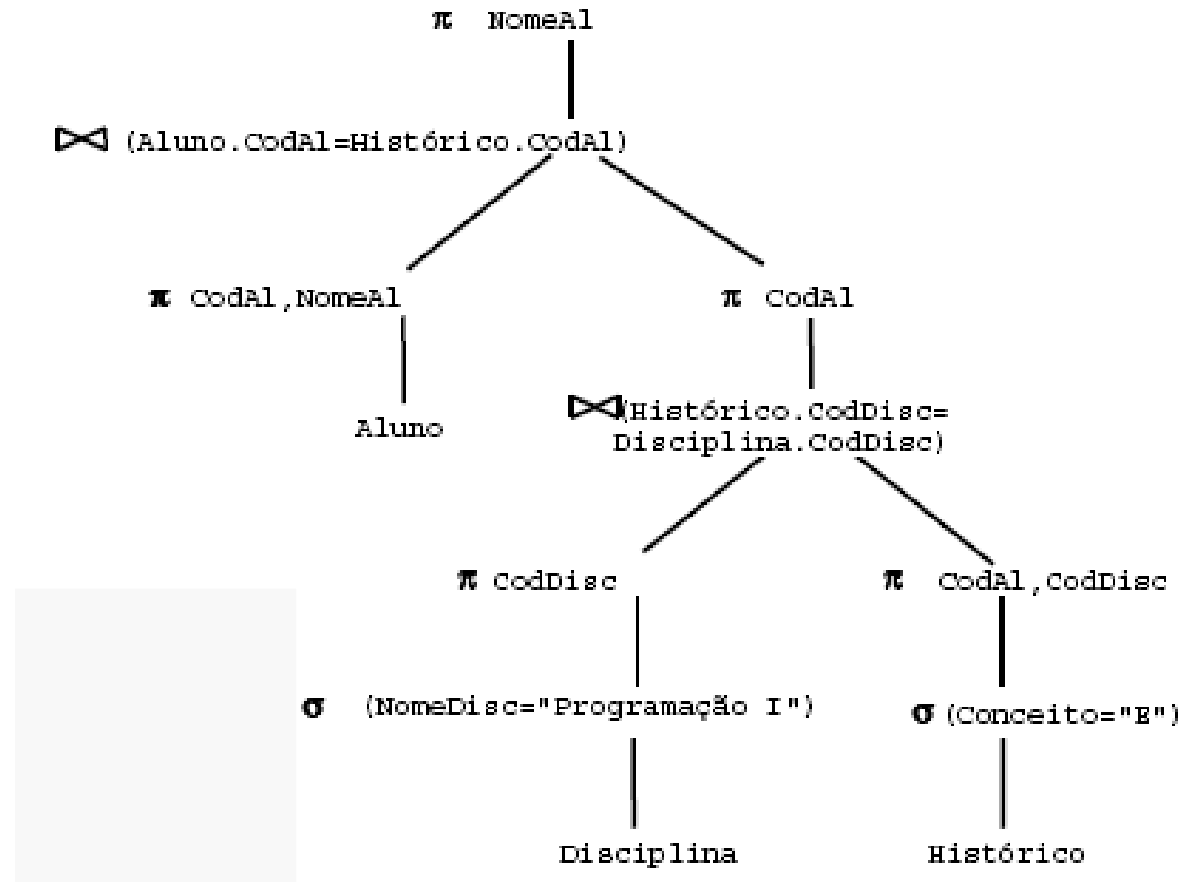 π NomeAl
⋈ (Aluno.CodAl=Histórico.CodAl)
π CodAl,NomeAl
π CodAl
Aluno
⋈(Histórico.CodDisc=
Disciplina.CodDisc)
π CodDisc
π CodAl,CodDisc
σ (NomeDisc="Programação I")
σ (Conceito="E")
Disciplina
Histórico